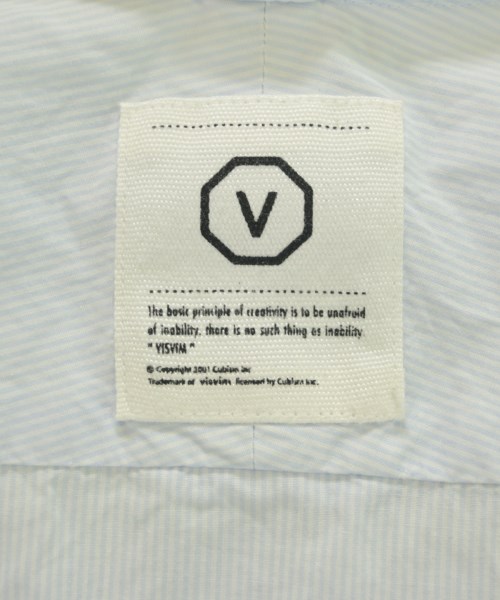 V
The basic principle of creativity is to be unafraid
of inability. there is no such thing as inability.
" VISVIM "
© Copyright 2001 Cubism inc
Trademark of visvim licensed by Cubism inc.